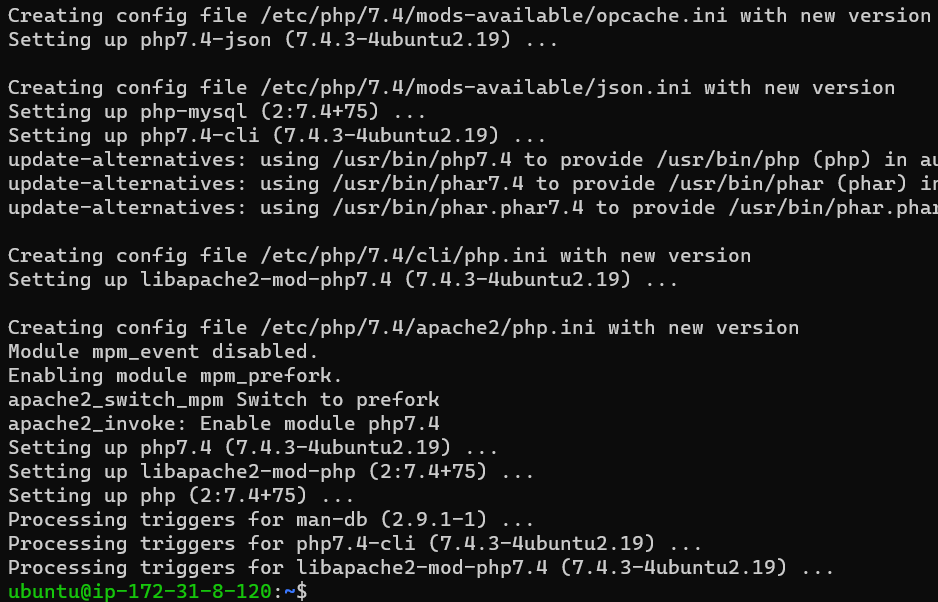 Creating config file /etc/php/7.4/mods-available/opcache.ini with new version
Setting up php7.4-json (7.4.3-4ubuntu2.19) ...
Creating config file /etc/php/7.4/mods-available/json.ini with new version
Setting up php-mysql (2:7.4+75) ...
Setting up php7.4-cli (7.4.3-4ubuntu2.19) ...
update-alternatives: using /usr/bin/php7.4 to provide /usr/bin/php (php) in
update-alternatives: using /usr/bin/phar7.4 to provide /usr/bin/phar (phar) in
update-alternatives: using /usr/bin/phar.phar7.4 to provide /usr/bin/phar.phar
Creating config file /etc/php/7.4/cli/php.ini with new version
Setting up libapache2-mod-php7.4 (7.4.3-4ubuntu2.19) ...
Creating config file /etc/php/7.4/apache2/php.ini with new version
Module mpm_event disabled.
Enabling module mpm_prefork.
apache2_switch_mpm Switch to prefork
apache2_invoke: Enable module php7.4
Setting up php7.4 (7.4.3-4ubuntu2.19) ...
Setting up libapache2-mod-php (2:7.4+75) ...
Setting up php (2:7.4+75) ...
Processing triggers for man-db (2.9.1-1) ...
Processing triggers for php7.4-cli (7.4.3-4ubuntu2.19) ...
Processing triggers for libapache2-mod-php7.4 (7.4.3-4ubuntu2.19) ...
ubuntu@ip-172-31-8-120:~$